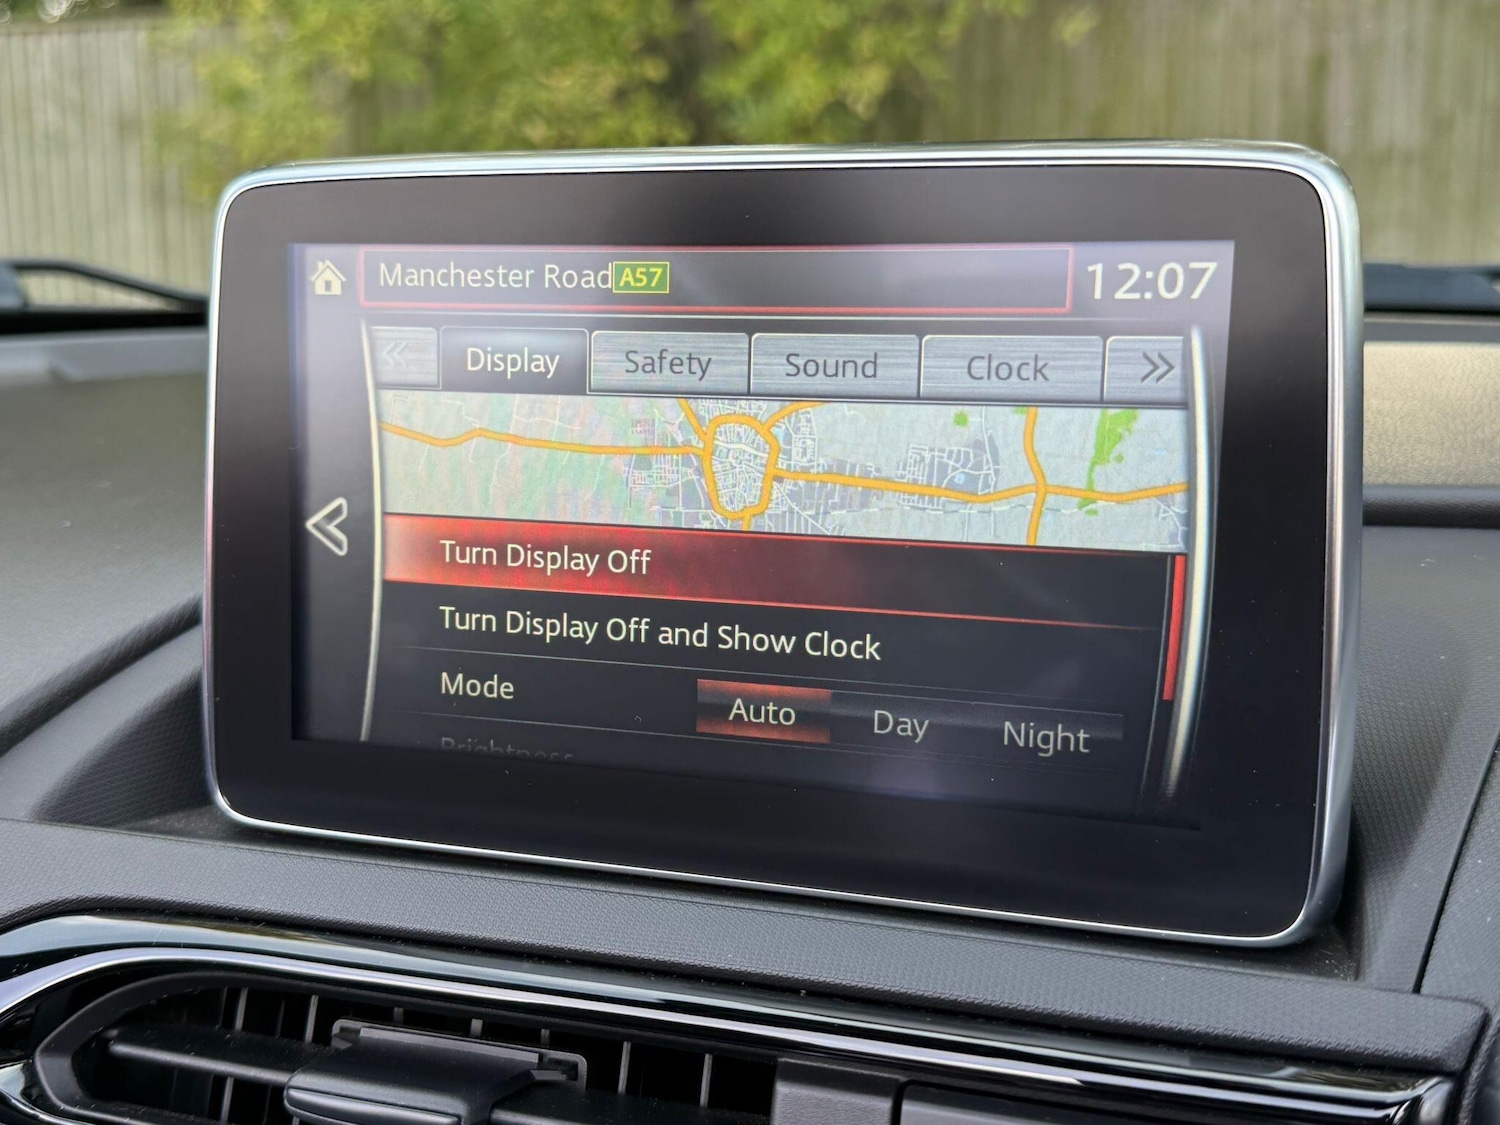 Manchester Road A57
12:07
Display Safety Sound Clock
Turn Display Off
Turn Display Off and Show Clock
Mode Auto Day Night
Brightness